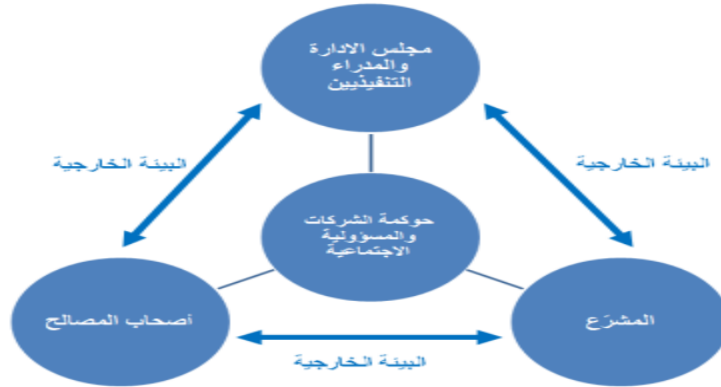 مجلس الادارة
والمدراء
التنفيذيين
البيئة الخارجية
البيئة الخارجية
حوكمة الشركات
والمسؤولية
الاجتماعية
المشرّع
أصحاب المصالح
البيئة الخارجية